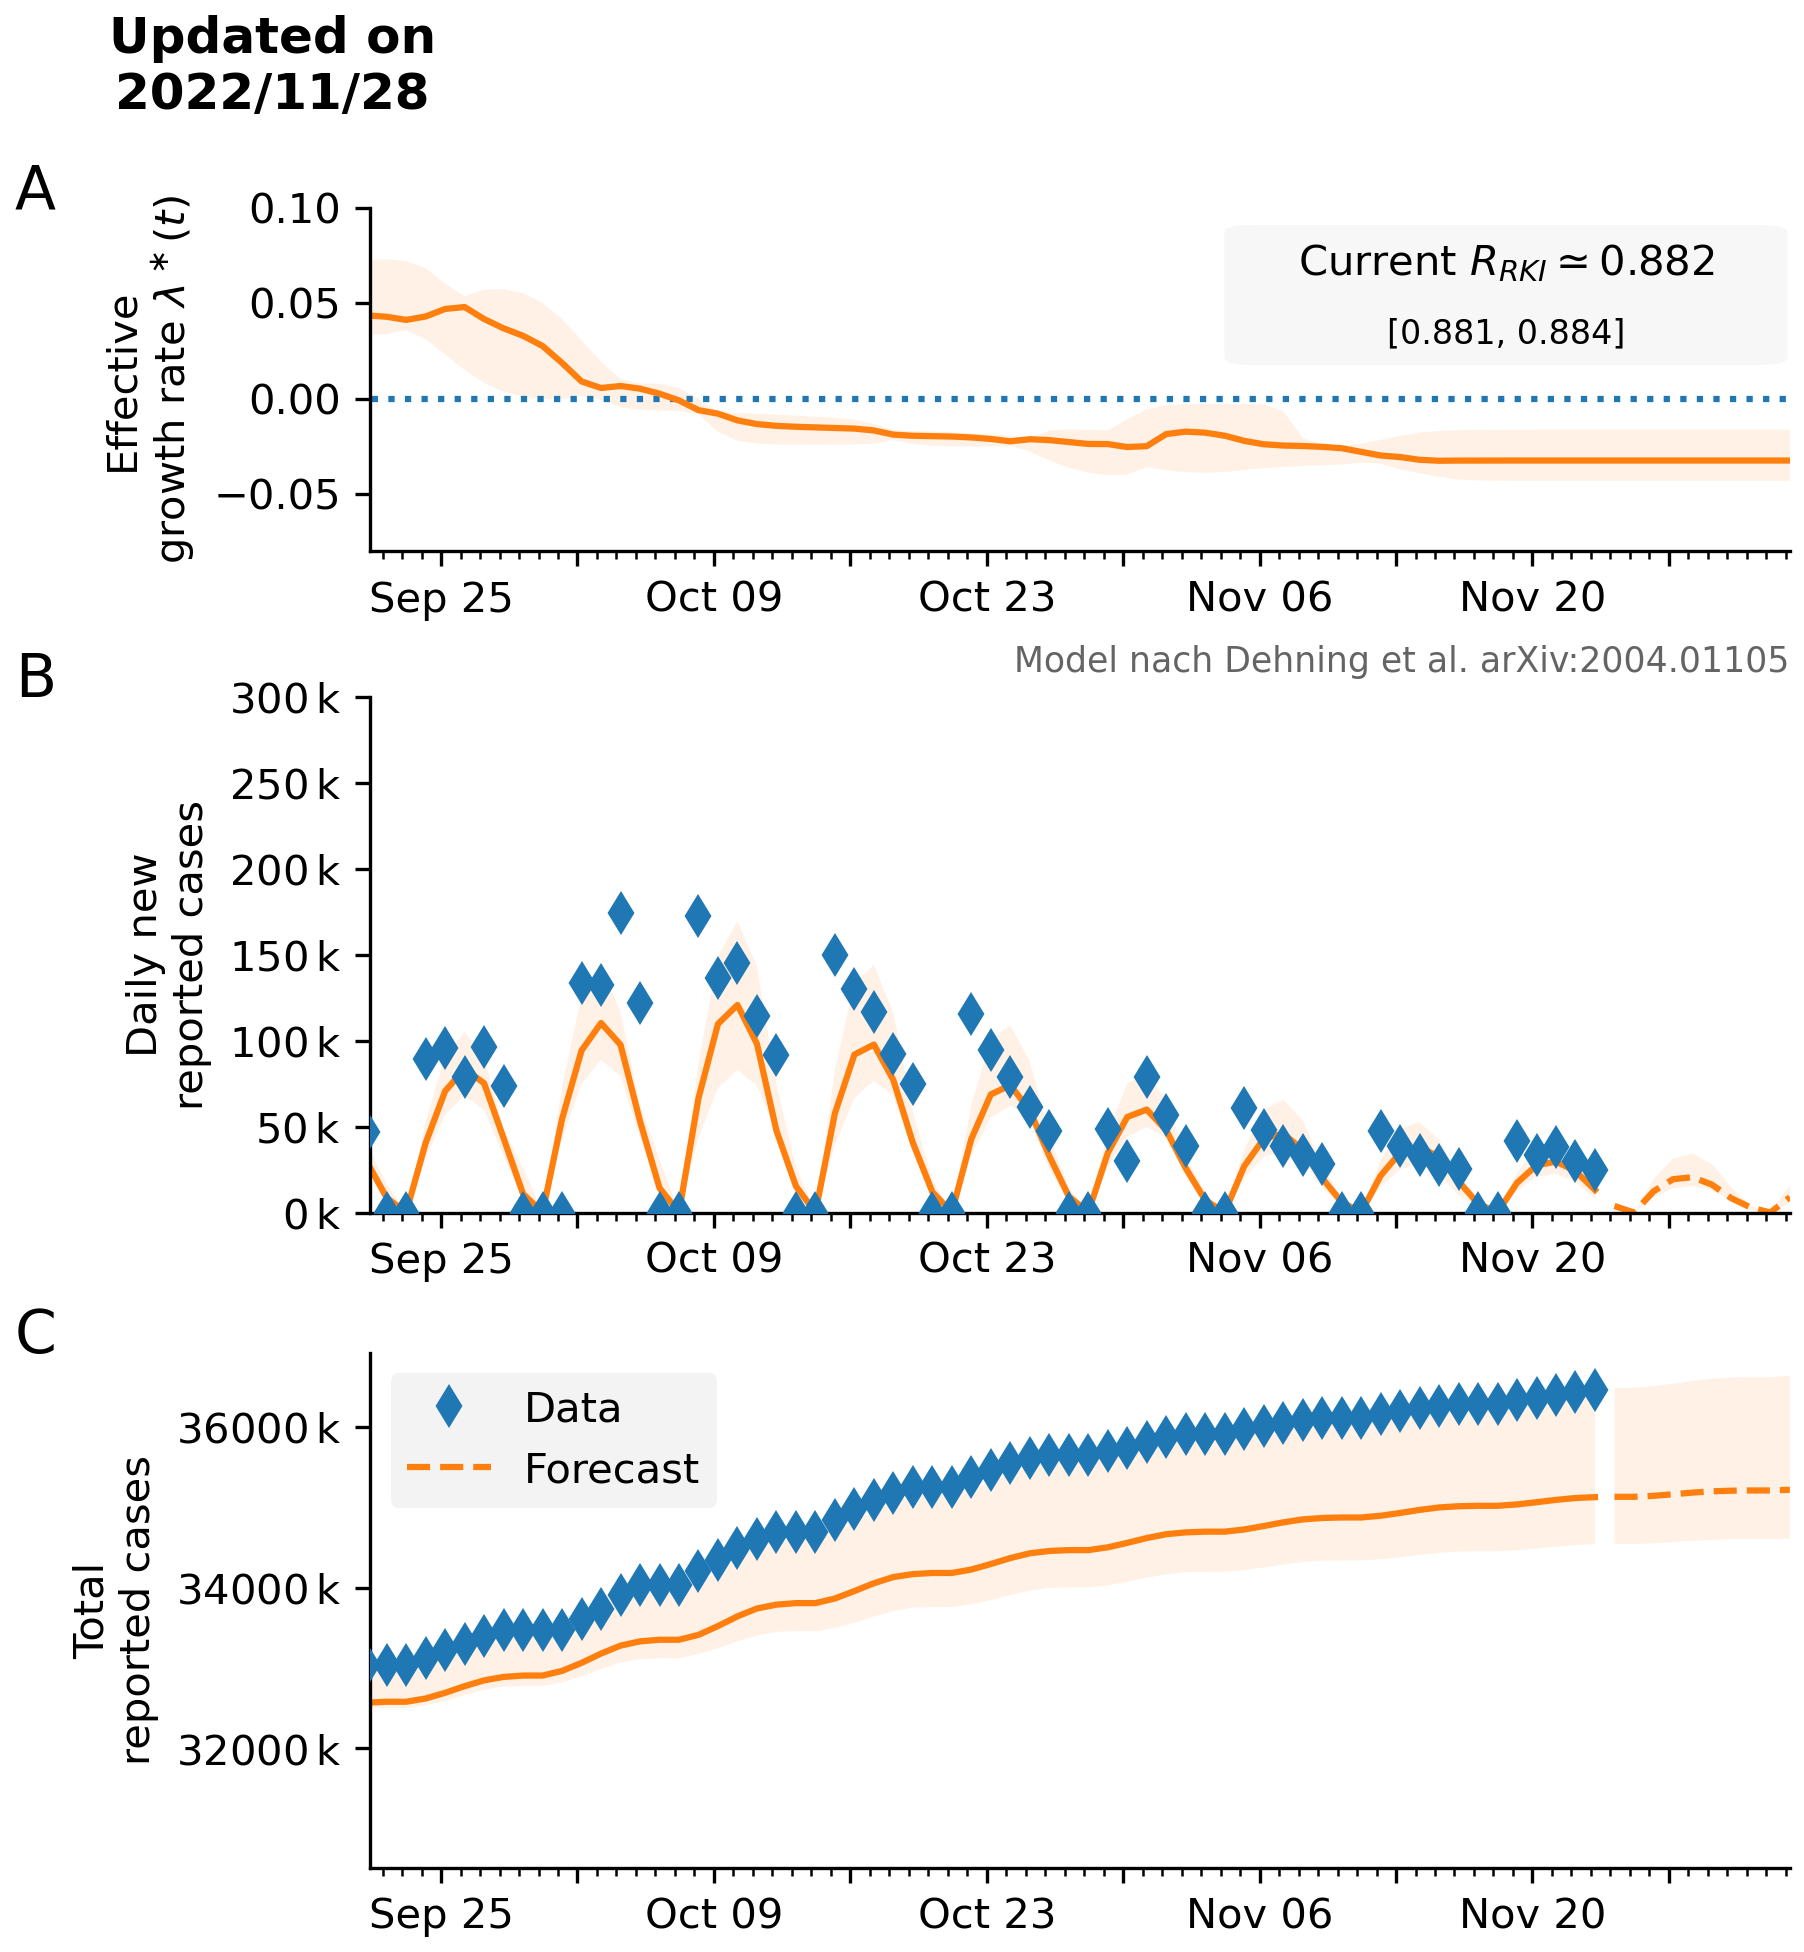 Updated on
2022/11/28
A
Effective
growth rate λ * (t)
0.10
0.05
0.00
−0.05
Current R_RKI ≃ 0.882
[0.881, 0.884]
Sep 25 Oct 09 Oct 23 Nov 06 Nov 20
Model nach Dehning et al. arXiv:2004.01105
B
Daily new
reported cases
300 k
250 k
200 k
150 k
100 k
50 k
0 k
Sep 25 Oct 09 Oct 23 Nov 06 Nov 20
C
Total
reported cases
36000 k
34000 k
32000 k
Data
Forecast
Sep 25 Oct 09 Oct 23 Nov 06 Nov 20